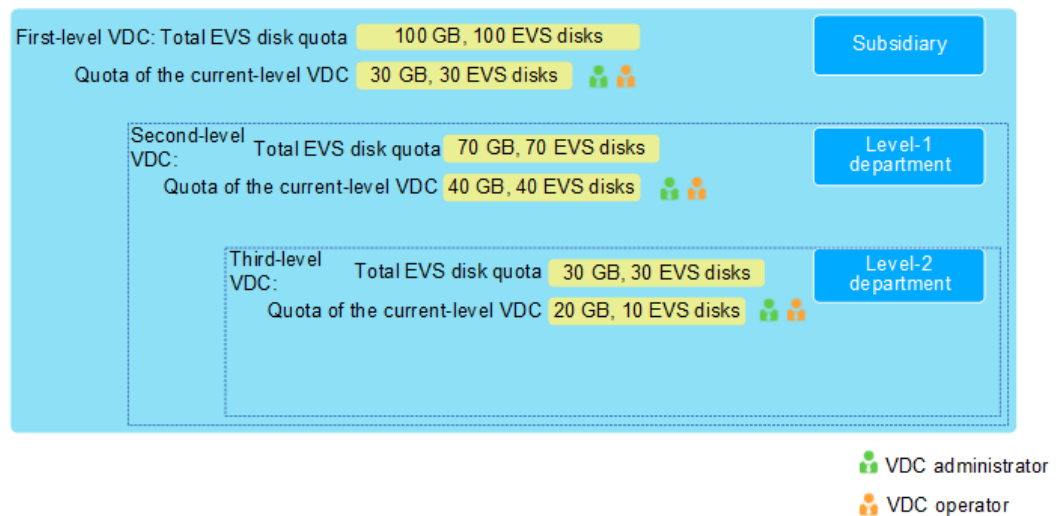 First-level VDC: Total EVS disk quota 100 GB, 100 EVS disks
Subsidiary
Quota of the current-level VDC 30 GB, 30 EVS disks
Second-level
VDC:
Total EVS disk quota 70 GB, 70 EVS disks
Level-1
department
Quota of the current-level VDC 40 GB, 40 EVS disks
Third-level
VDC:
Total EVS disk quota 30 GB, 30 EVS disks
Level-2
department
Quota of the current-level VDC 20 GB, 10 EVS disks
VDC administrator
VDC operator